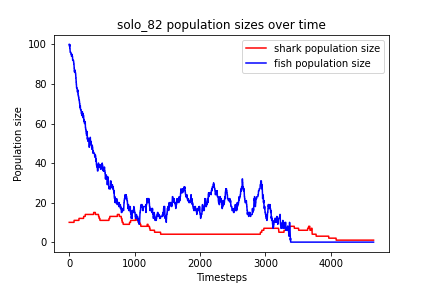 solo_82 population sizes over time
shark population size
fish population size
Population size
100
80
60
40
20
0
0 1000 2000 3000 4000
Timesteps